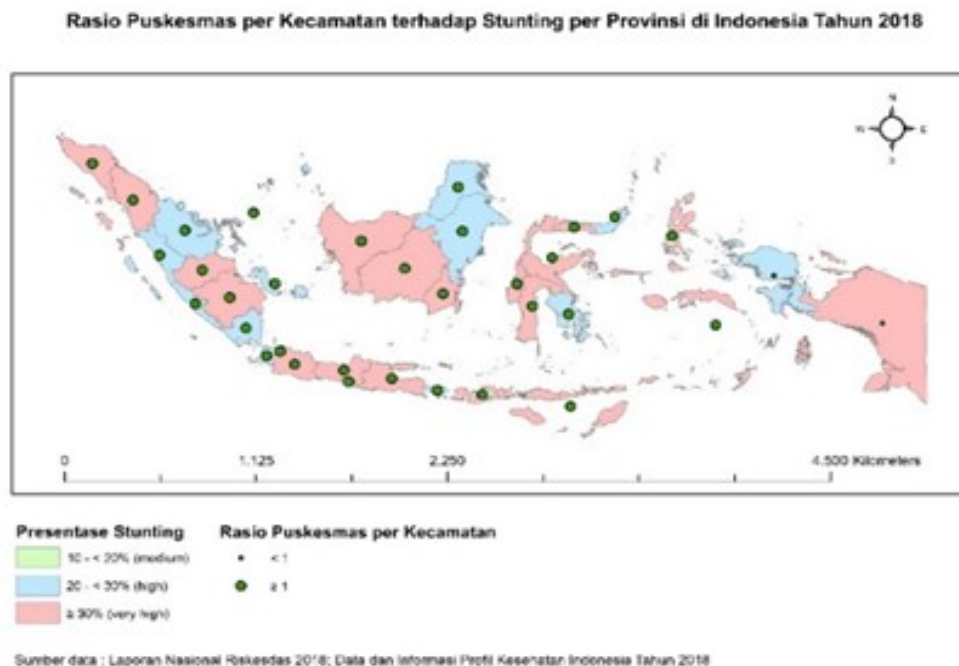 Rasio Puskesmas per Kecamatan terhadap Stunting per Provinsi di Indonesia Tahun 2018
N
W E
S
0 1.125 2.250 4.500 Kilometers
Presentase Stunting
10 - < 20% (medium)
20 - < 30% (high)
≥ 30% (very high)
Rasio Puskesmas per Kecamatan
< 1
≥ 1
Sumber data : Laporan Nasional Riskesdas 2018; Data dan Informasi Profil Kesehatan Indonesia Tahun 2018